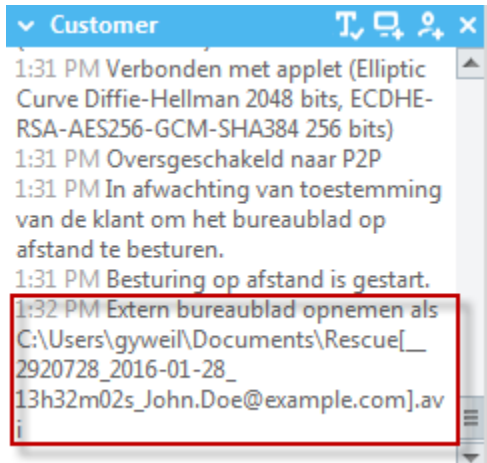 Customer
1:31 PM Verbonden met applet (Elliptic
Curve Diffie-Hellman 2048 bits, ECDHE-
RSA-AES256-GCM-SHA384 256 bits)
1:31 PM Oversgeschakeld naar P2P
1:31 PM In afwachting van toestemming
van de klant om het bureaublad op
afstand te besturen.
1:31 PM Besturing op afstand is gestart.
1:32 PM Extern bureaublad opnemen als
C:\Users\gyweil\Documents\Rescue[__
2920728_2016-01-28_
13h32m02s_John.Doe@example.com].av
i